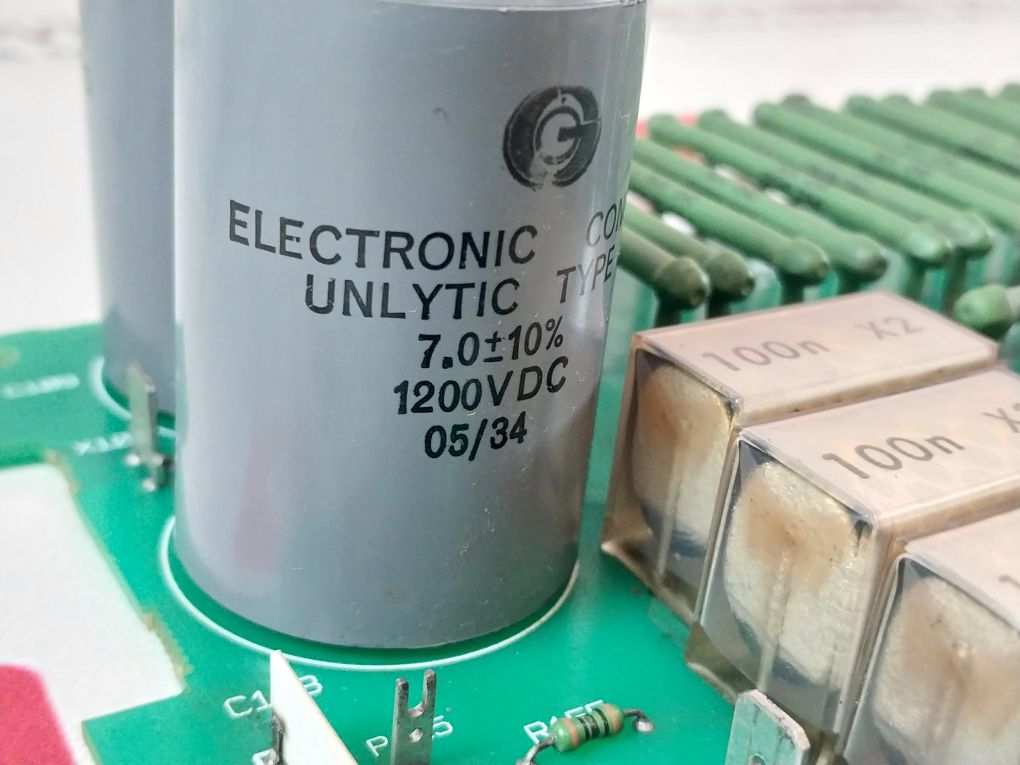 ELECTRONIC
UNLYTIC TYPE
7.0±10%
1200VDC
05/34
100n X2
100n